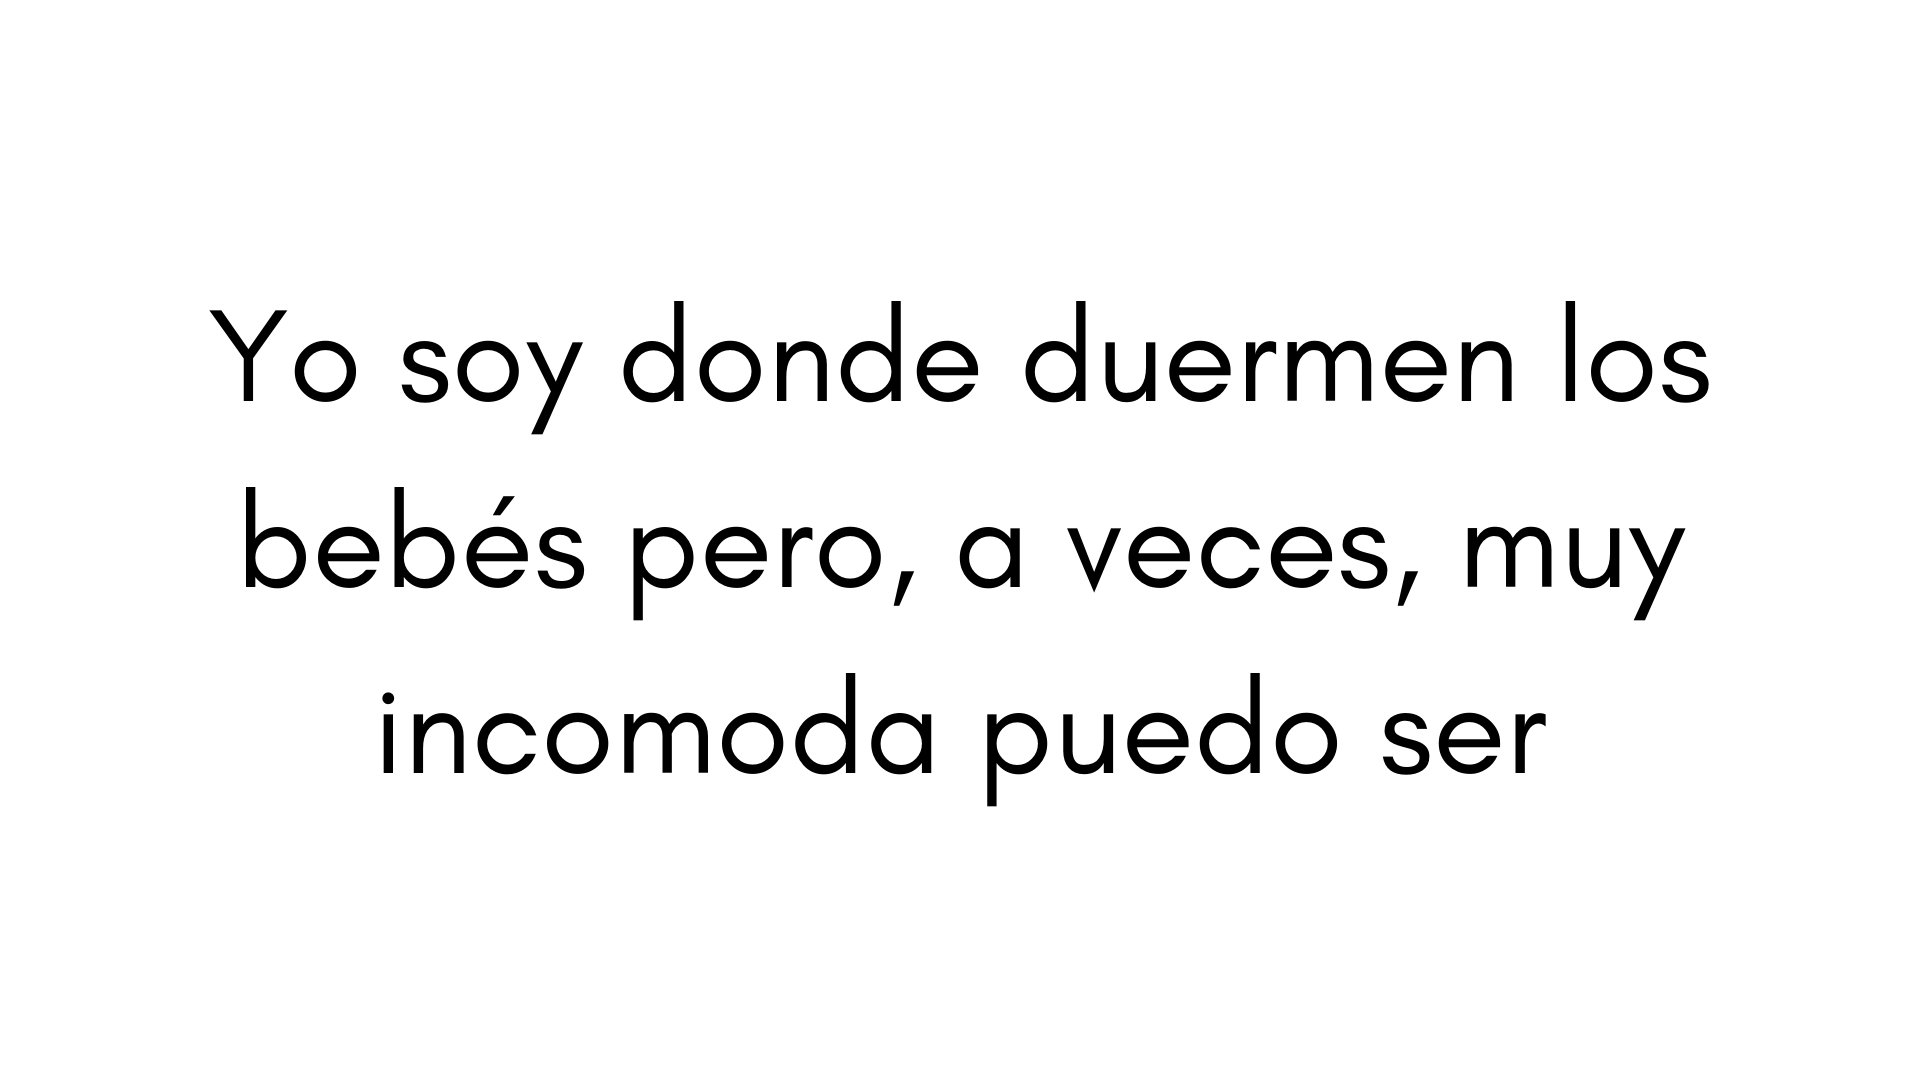 Yo soy donde duermen los
bebés pero, a veces, muy
incomoda puedo ser